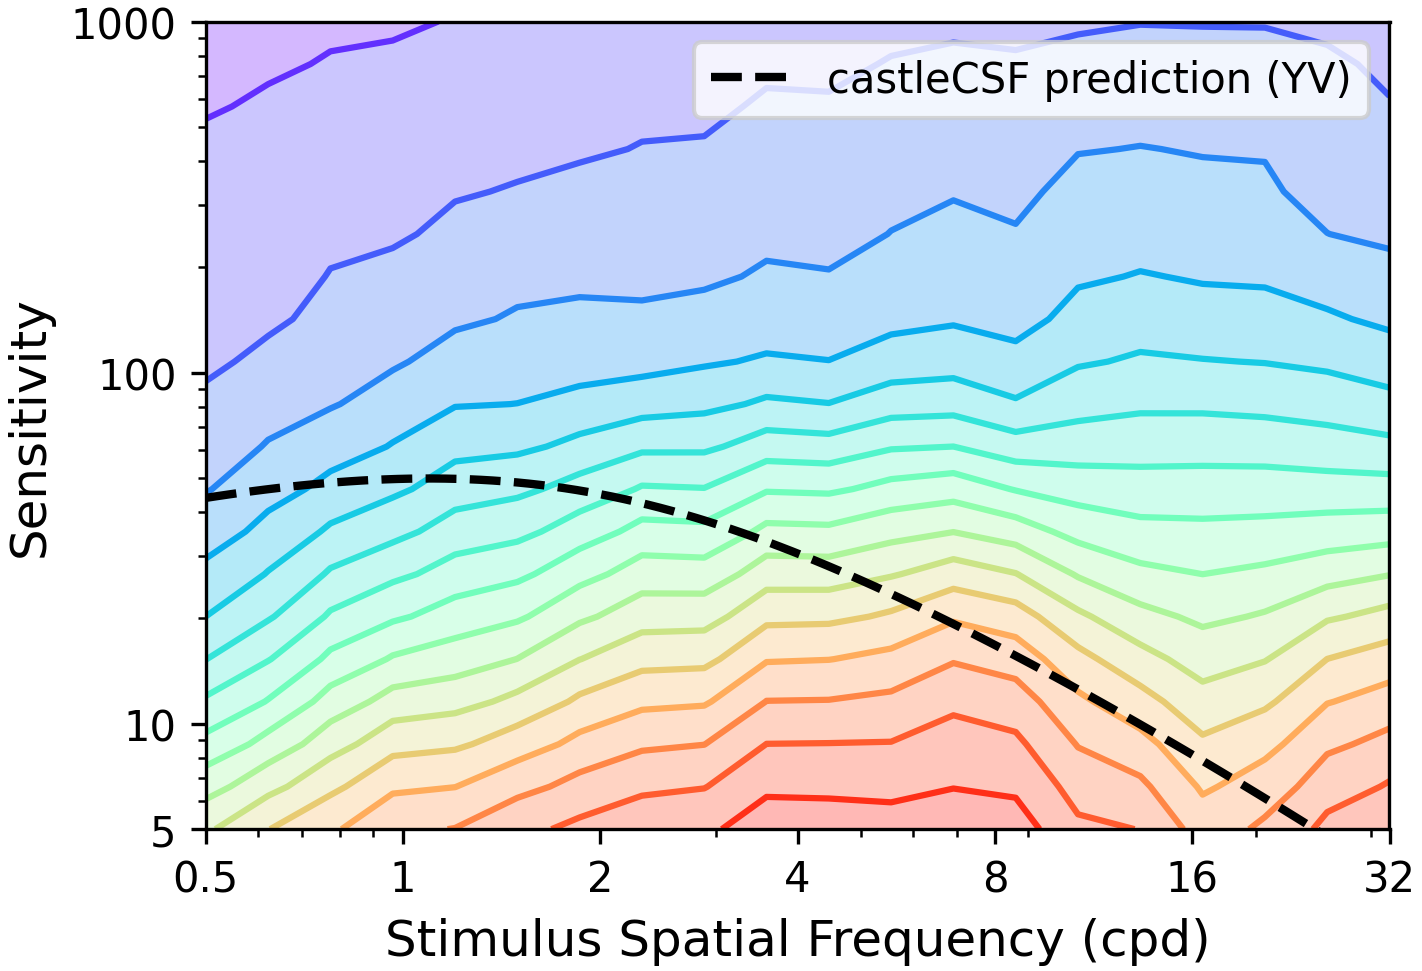 1000
castleCSF prediction (YV)
100
10
5
Sensitivity
0.5 1 2 4 8 16 32
Stimulus Spatial Frequency (cpd)